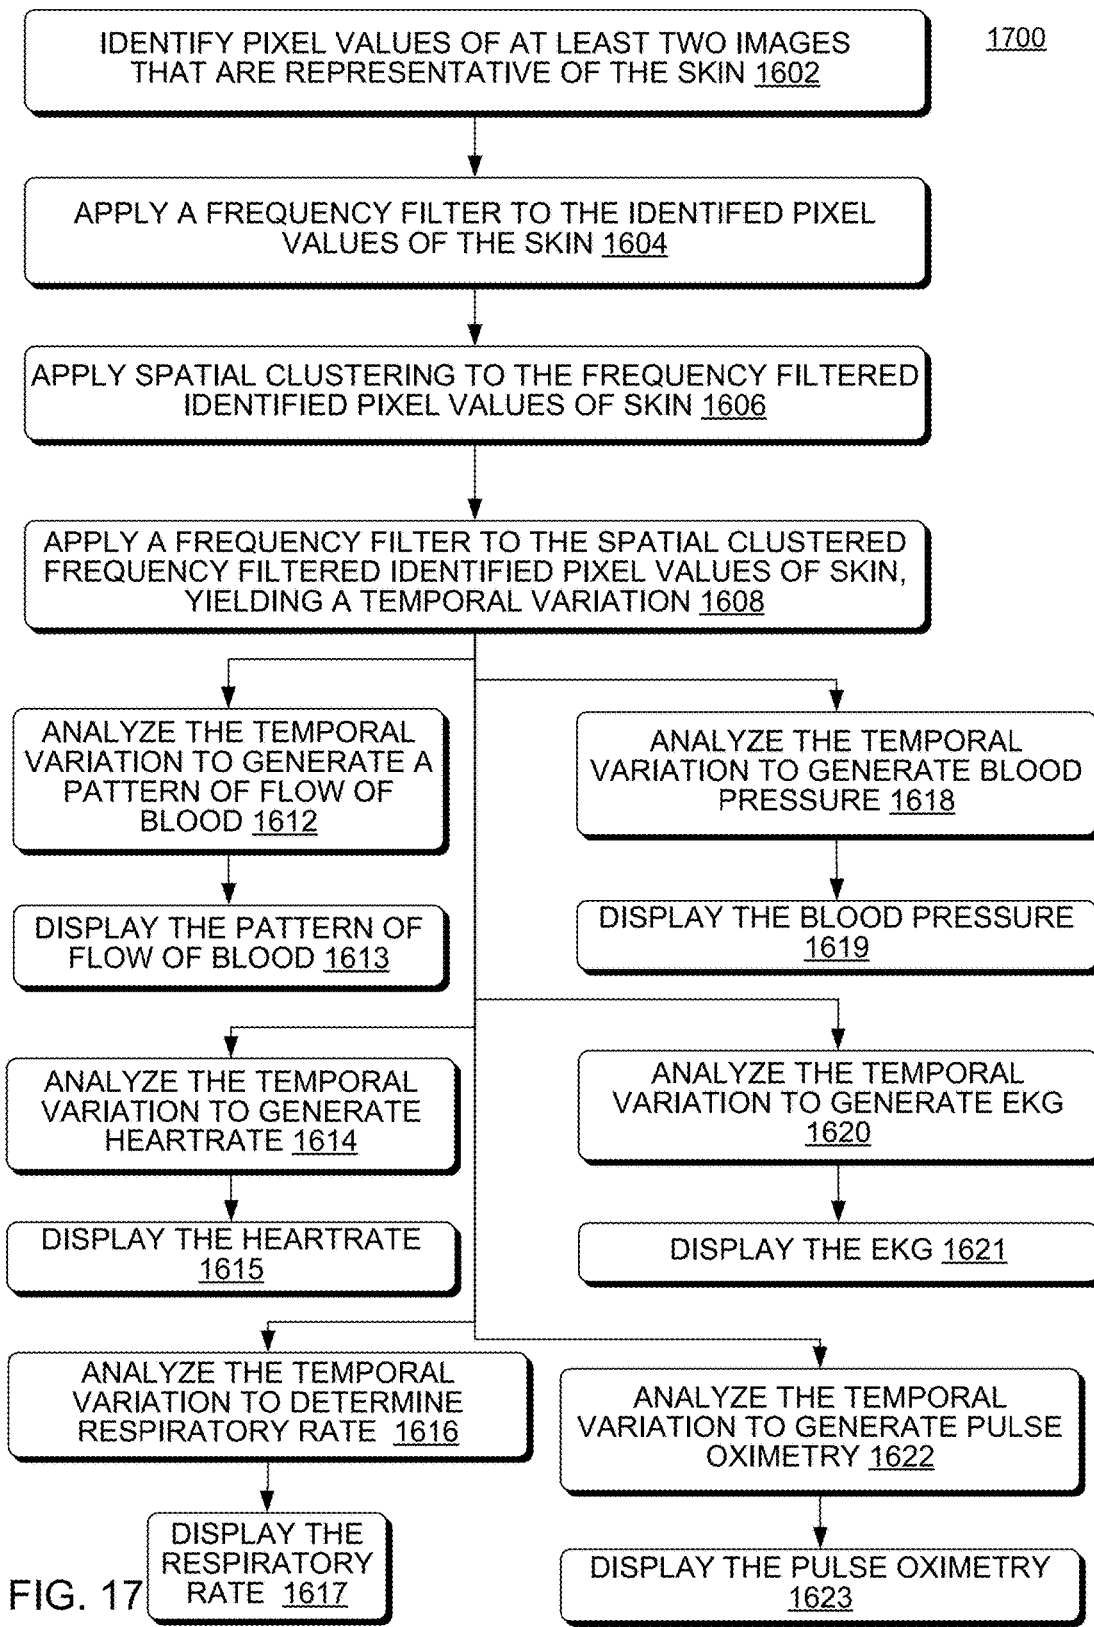 IDENTIFY PIXEL VALUES OF AT LEAST TWO IMAGES
THAT ARE REPRESENTATIVE OF THE SKIN 1602
1700
APPLY A FREQUENCY FILTER TO THE IDENTIFED PIXEL
VALUES OF THE SKIN 1604
APPLY SPATIAL CLUSTERING TO THE FREQUENCY FILTERED
IDENTIFIED PIXEL VALUES OF SKIN 1606
APPLY A FREQUENCY FILTER TO THE SPATIAL CLUSTERED
FREQUENCY FILTERED IDENTIFIED PIXEL VALUES OF SKIN,
YIELDING A TEMPORAL VARIATION 1608
ANALYZE THE TEMPORAL
VARIATION TO GENERATE A
PATTERN OF FLOW OF
BLOOD 1612
DISPLAY THE PATTERN OF
FLOW OF BLOOD 1613
ANALYZE THE TEMPORAL
VARIATION TO GENERATE BLOOD
PRESSURE 1618
DISPLAY THE BLOOD PRESSURE
1619
ANALYZE THE TEMPORAL
VARIATION TO GENERATE
HEARTRATE 1614
DISPLAY THE HEARTRATE
1615
ANALYZE THE TEMPORAL
VARIATION TO GENERATE EKG
1620
DISPLAY THE EKG 1621
ANALYZE THE TEMPORAL
VARIATION TO DETERMINE
RESPIRATORY RATE 1616
DISPLAY THE
RESPIRATORY
RATE 1617
ANALYZE THE TEMPORAL
VARIATION TO GENERATE PULSE
OXIMETRY 1622
DISPLAY THE PULSE OXIMETRY
1623
FIG. 17